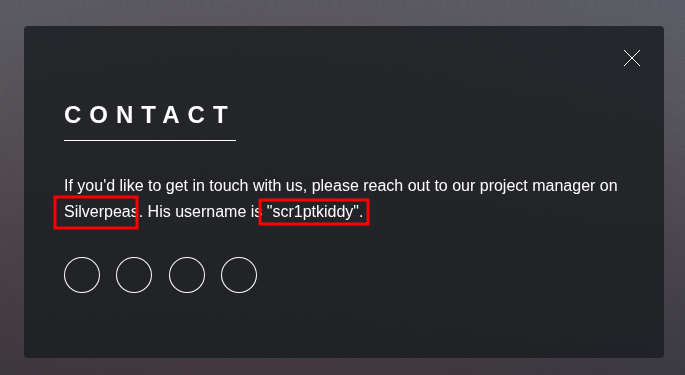 CONTACT
If you'd like to get in touch with us, please reach out to our project manager on
Silverpeas. His username is "scr1ptkiddy".